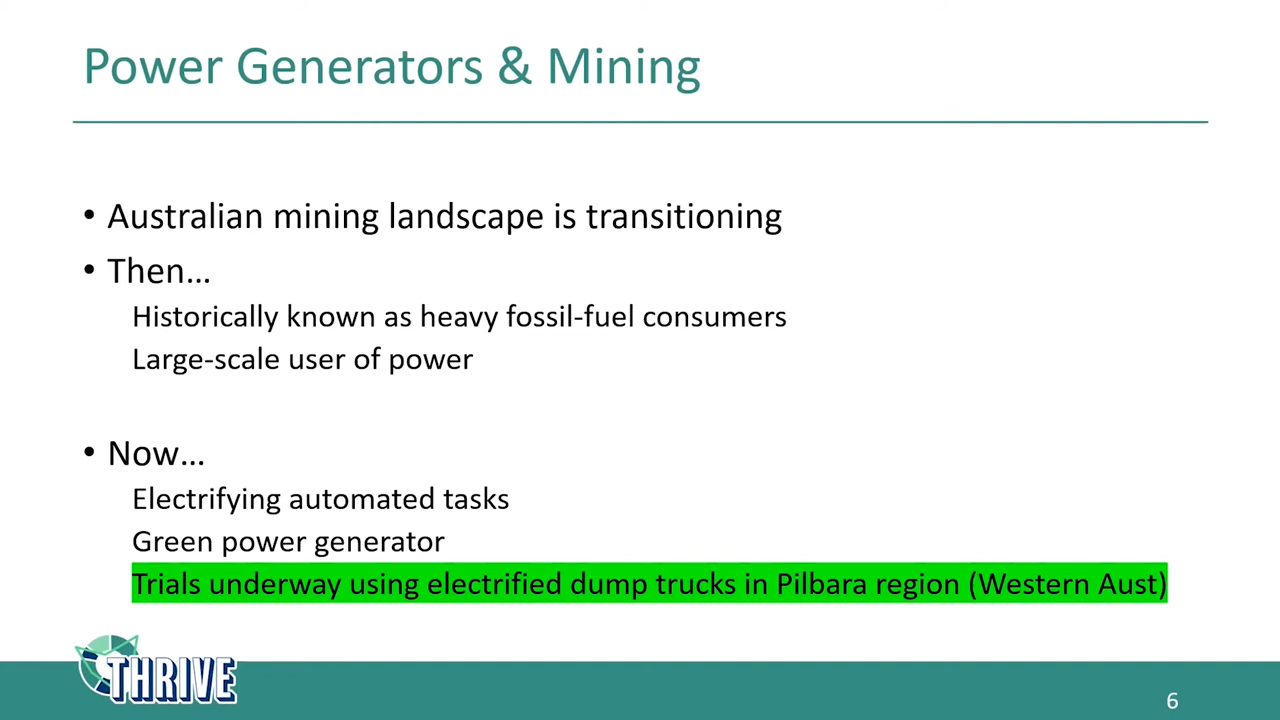 Power Generators & Mining
• Australian mining landscape is transitioning
• Then…
Historically known as heavy fossil-fuel consumers
Large-scale user of power
• Now…
Electrifying automated tasks
Green power generator
Trials underway using electrified dump trucks in Pilbara region (Western Aust)
THRIVE
6